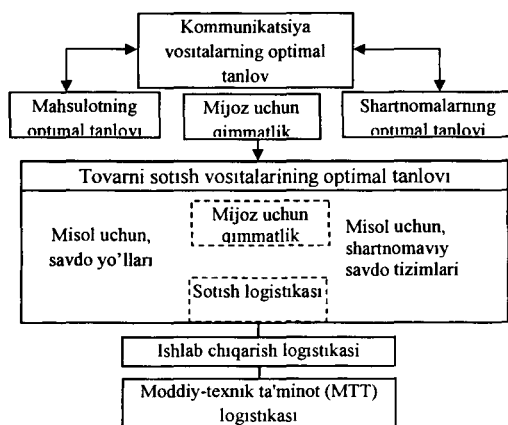 Kommunikatsiya
vositalarning optimal
tanlov
Mahsulotning
optimal tanlovi
Mijoz uchun
qimmatlik
Shartnomalarning
optimal tanlovi
Tovarni sotish vositalarining optimal tanlovi
Misol uchun,
savdo yo'llari
Mijoz uchun
qimmatlik
Misol uchun,
shartnomaviy
savdo tizimlari
Sotish logistikasi
Ishlab chiqarish logistikasi
Moddiy-texnik ta'minot (MTT)
logistikasi